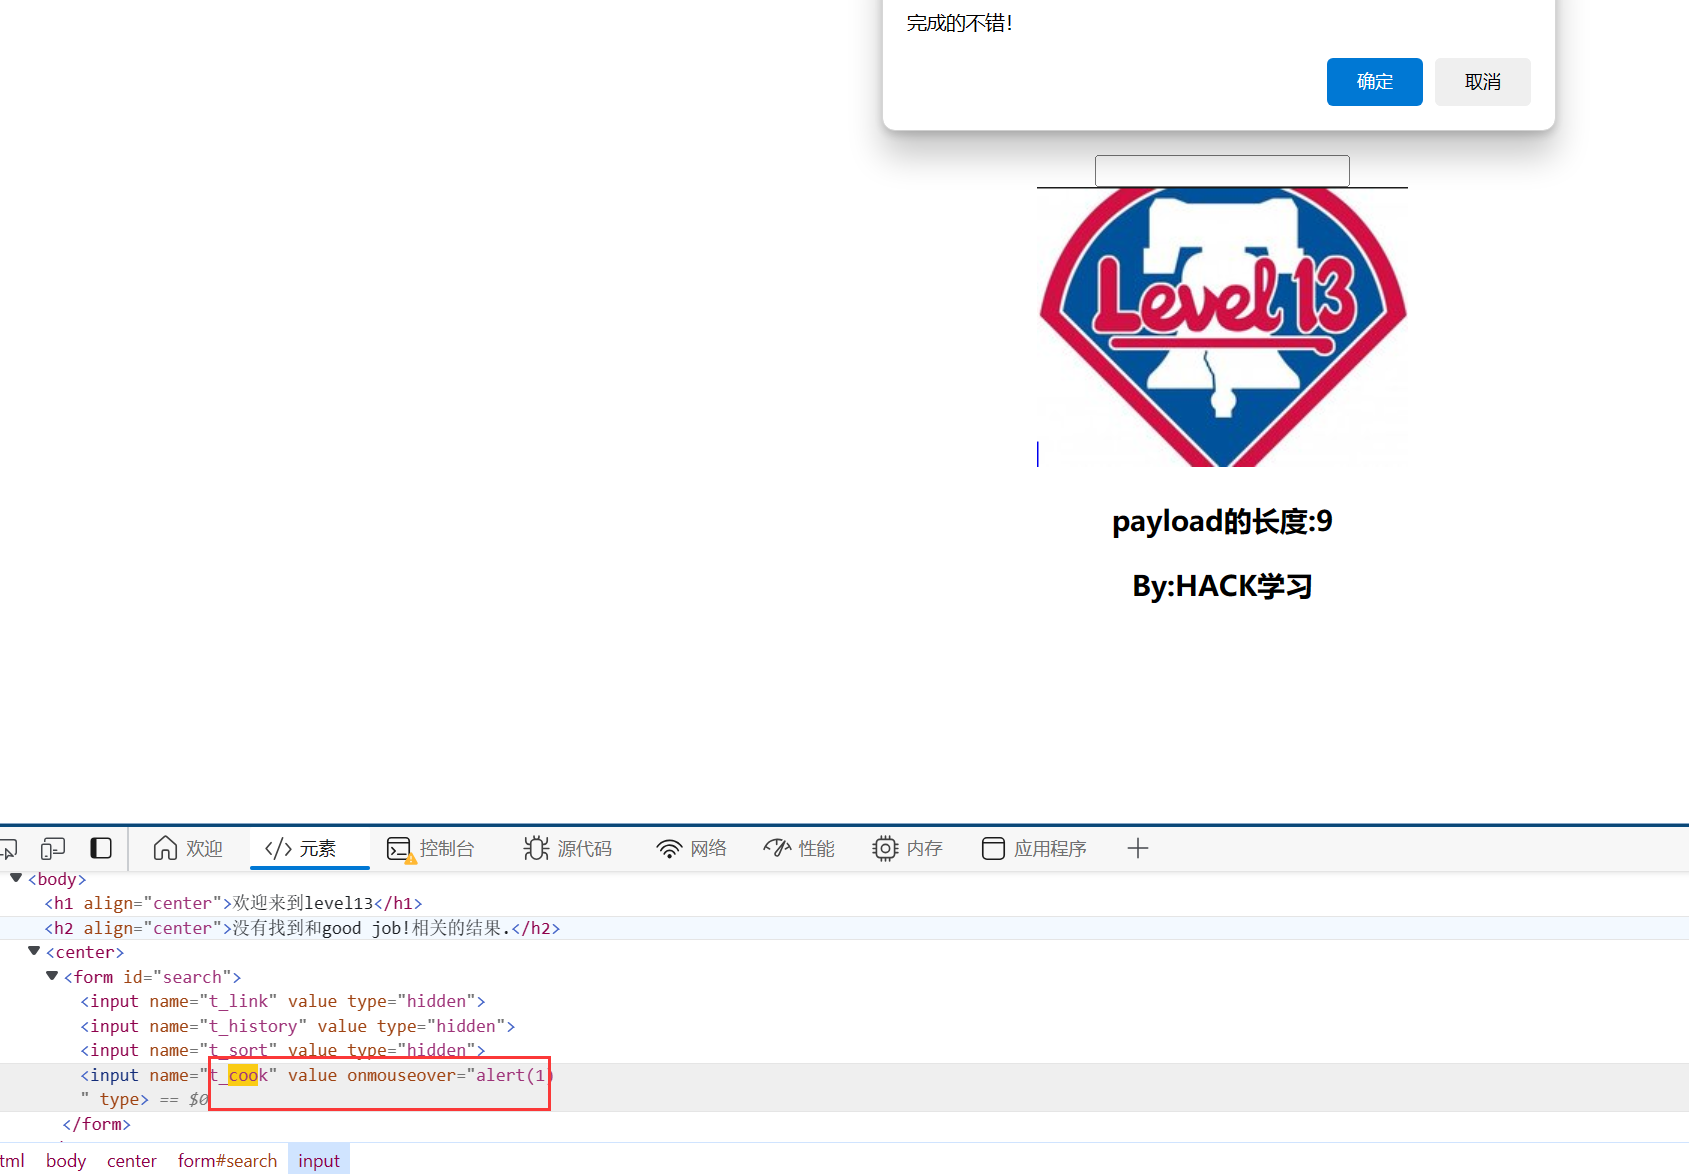 完成的不错!
确定 取消
Level 13
payload的长度:9
By:HACK学习
欢迎 </> 元素 控制台 源代码 网络 性能 内存 应用程序
<body>
<h1 align="center">欢迎来到level13</h1>
<h2 align="center">没有找到和good job!相关的结果.</h2>
<center>
<form id="search">
<input name="t_link" value type="hidden">
<input name="t_history" value type="hidden">
<input name="t_sort" value type="hidden">
<input name="t_cook" value onmouseover="alert(1)
" type> == $0
</form>
tml body center form#search input